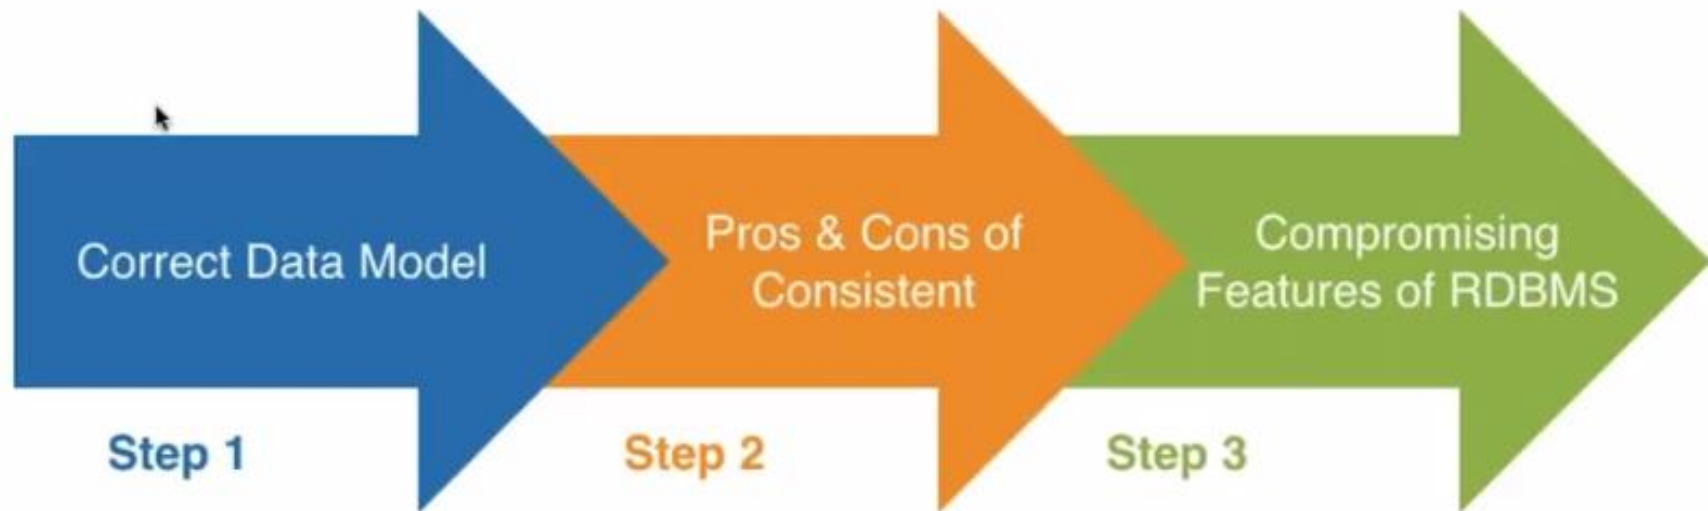 Correct Data Model
Pros & Cons of
Consistent
Compromising
Features of RDBMS
Step 1
Step 2
Step 3